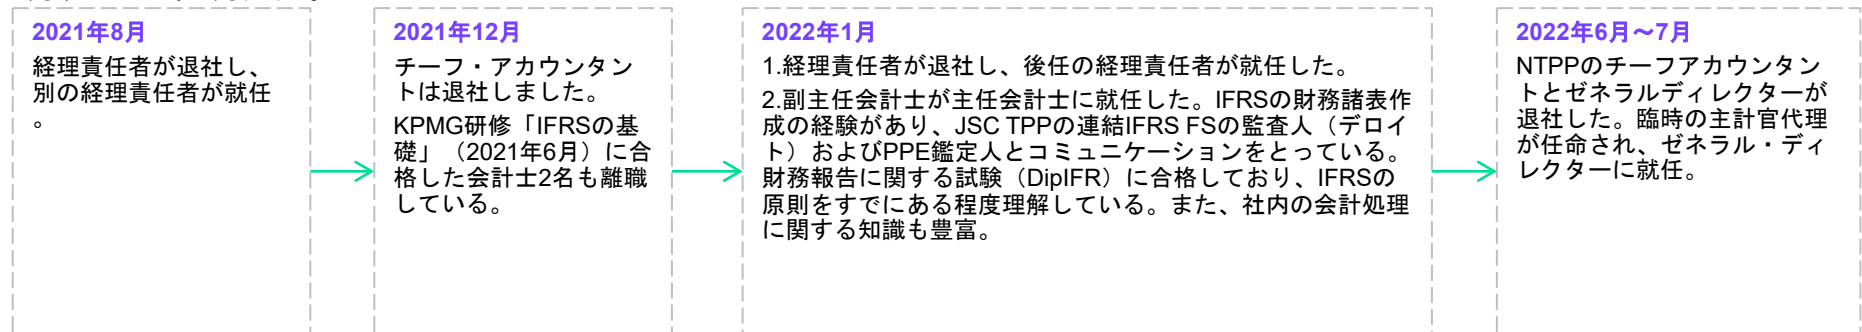 2021年8月
経理責任者が退社し、
別の経理責任者が就任
。
2021年12月
チーフ・アカウンタン
トは退社しました。
KPMG研修「IFRSの基
礎」（2021年6月）に合
格した会計士2名も離職
している。
2022年1月
1.経理責任者が退社し、後任の経理責任者が就任した。
2.副主任会計士が主任会計士に就任した。IFRSの財務諸表作
成の経験があり、JSC TPPの連結IFRS FSの監査人（デロイ
ト）およびPPE鑑定人とコミュニケーションをとっている。
財務報告に関する試験（DipIFR）に合格しており、IFRSの
原則をすでにある程度理解している。また、社内の会計処理
に関する知識も豊富。
2022年6月～7月
NTPPのチーフアカウンタン
トとゼネラルディレクターが
退社した。臨時の主計官代理
が任命され、ゼネラル・ディ
レクターに就任。